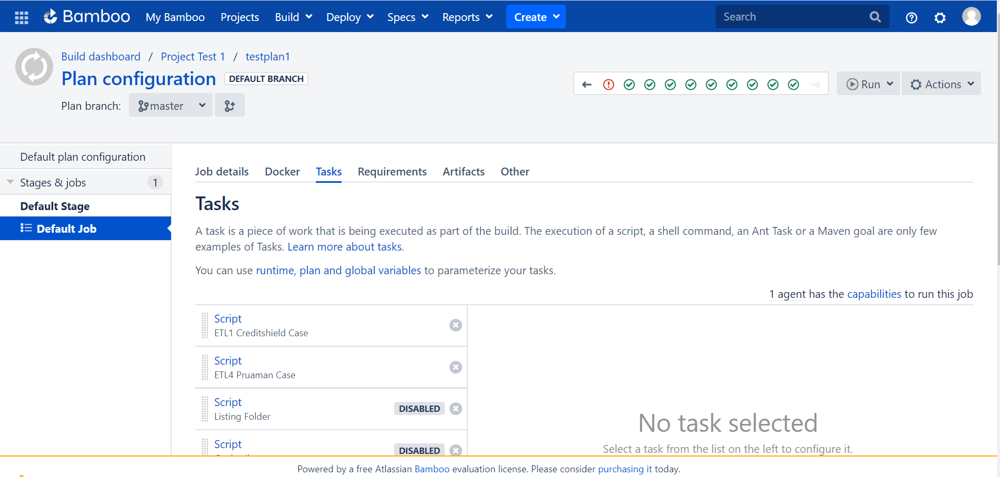 Bamboo My Bamboo Projects Build Deploy Specs Reports Create Search
Build dashboard / Project Test 1 / testplan1
Plan configuration DEFAULT BRANCH
Run Actions
Plan branch: master
Default plan configuration
Stages & jobs 1
Default Stage
Default Job
Job details Docker Tasks Requirements Artifacts Other
Tasks
A task is a piece of work that is being executed as part of the build. The execution of a script, a shell command, an Ant Task or a Maven goal are only few
examples of Tasks. Learn more about tasks.
You can use runtime, plan and global variables to parameterize your tasks.
1 agent has the capabilities to run this job
Script
ETL1 Creditshield Case
Script
ETL4 Pruaman Case
Script
Listing Folder
DISABLED
Script
DISABLED
No task selected
Select a task from the list on the left to configure it.
Powered by a free Atlassian Bamboo evaluation license. Please consider purchasing it today.